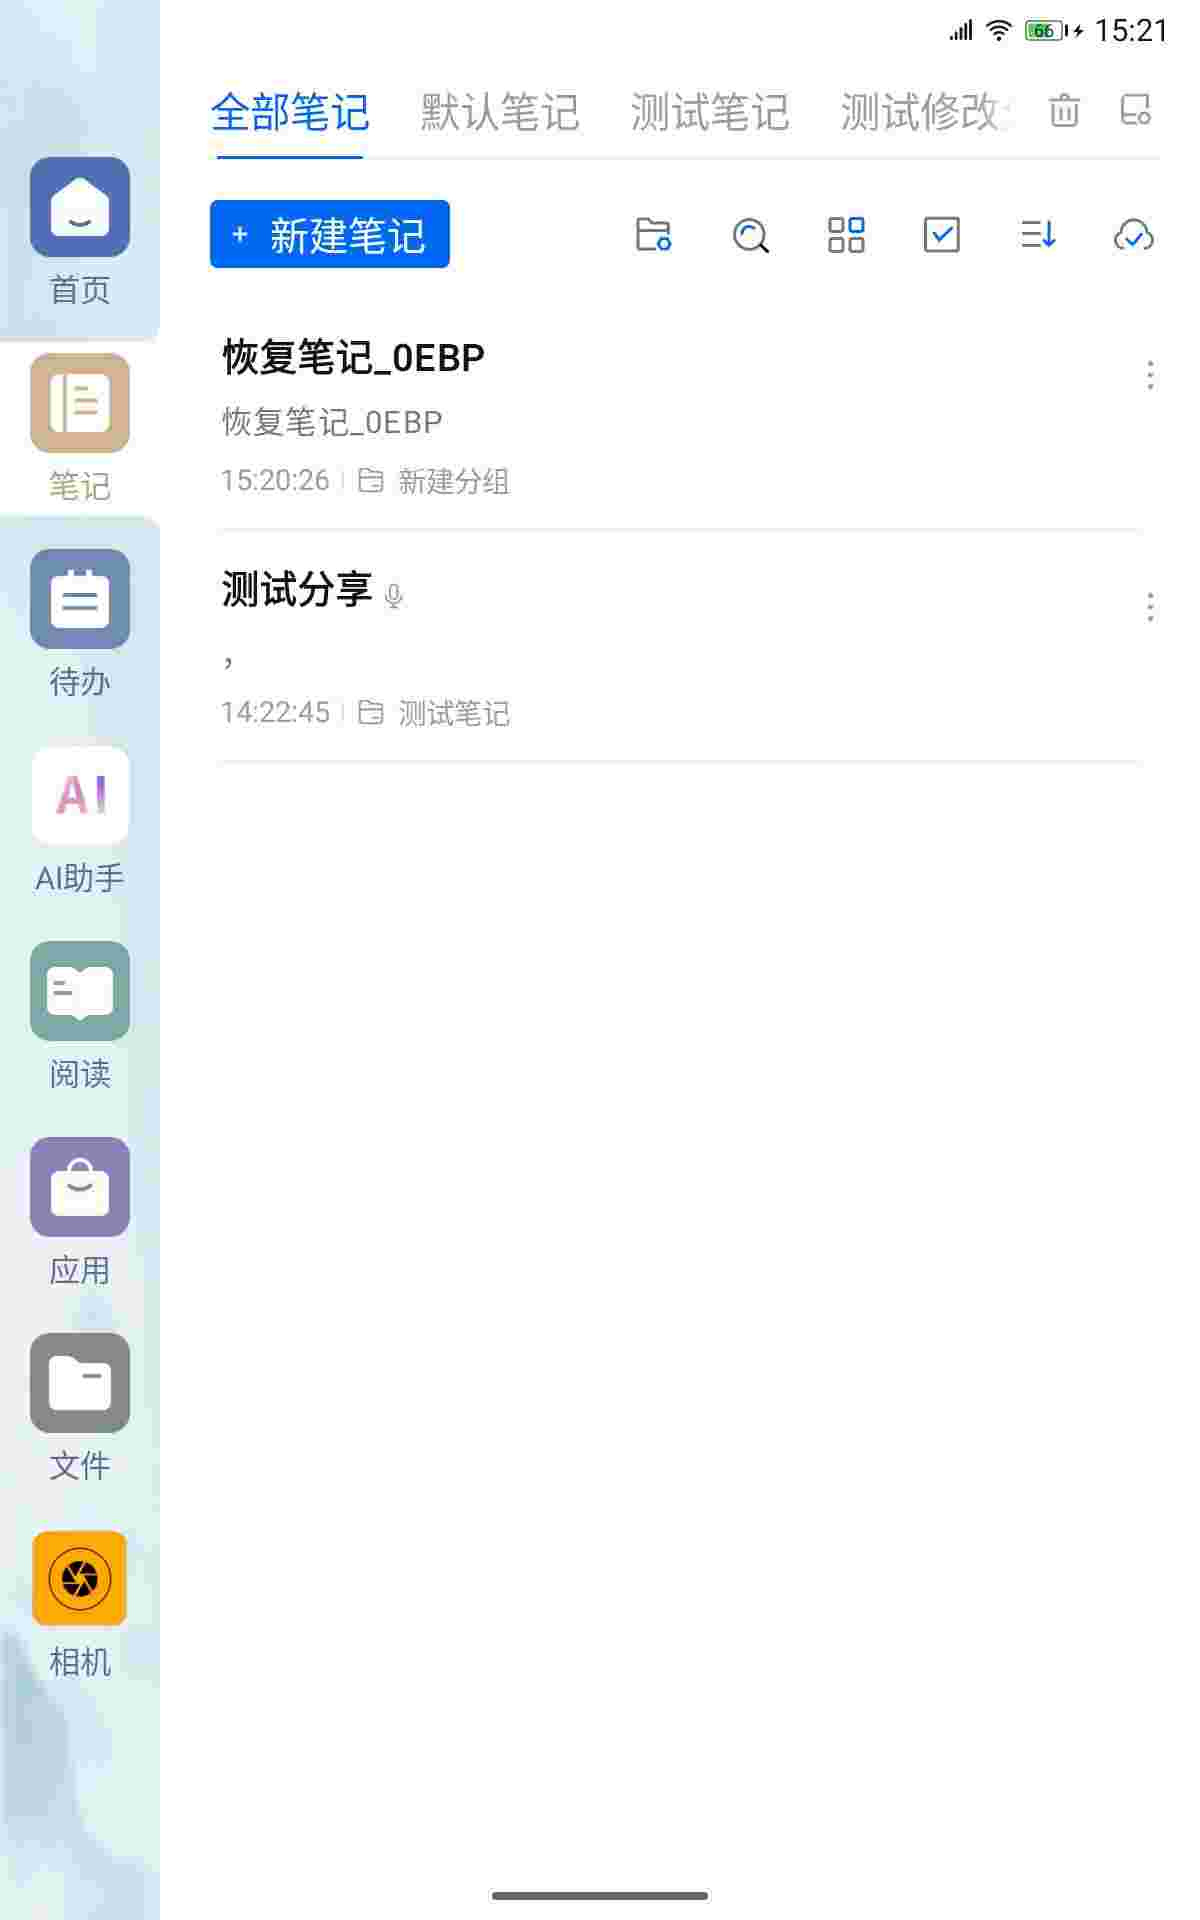 66 15:21
全部笔记 默认笔记 测试笔记 测试修改
+ 新建笔记
恢复笔记_0EBP
恢复笔记_0EBP
15:20:26 新建分组
测试分享
，
14:22:45 测试笔记
首页
笔记
待办
AI
AI助手
阅读
应用
文件
相机